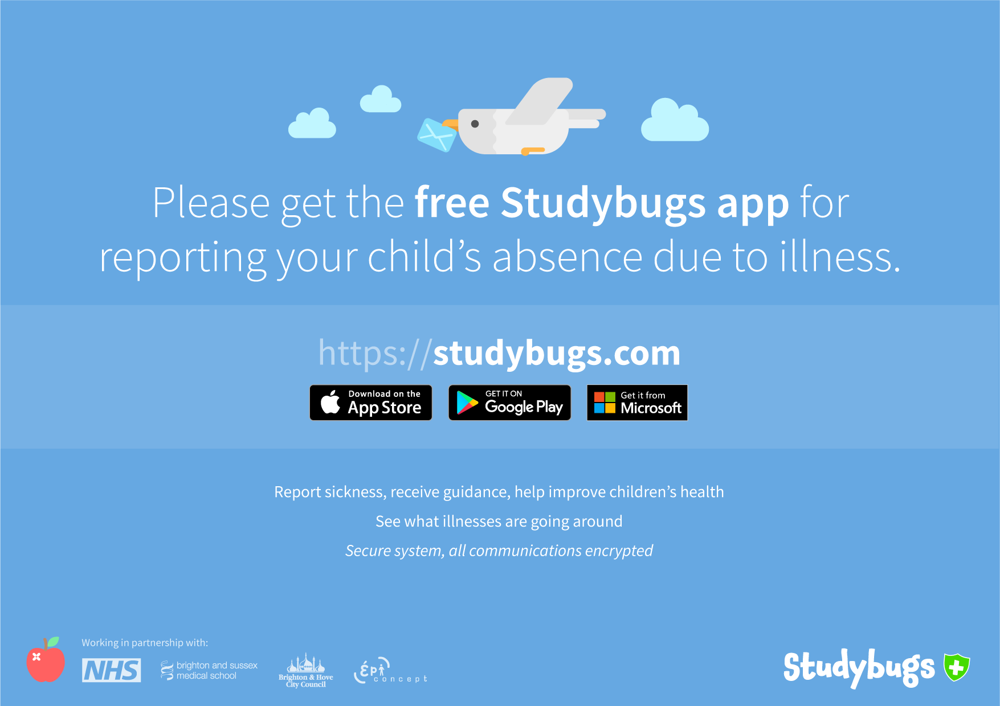 Please get the free Studybugs app for
reporting your child’s absence due to illness.
https://studybugs.com
Download on the
App Store
GET IT ON
Google Play
Get it from
Microsoft
Report sickness, receive guidance, help improve children’s health
See what illnesses are going around
Secure system, all communications encrypted
Working in partnership with:
NHS
brighton and sussex
medical school
Brighton & Hove
City Council
épi
concept
Studybugs